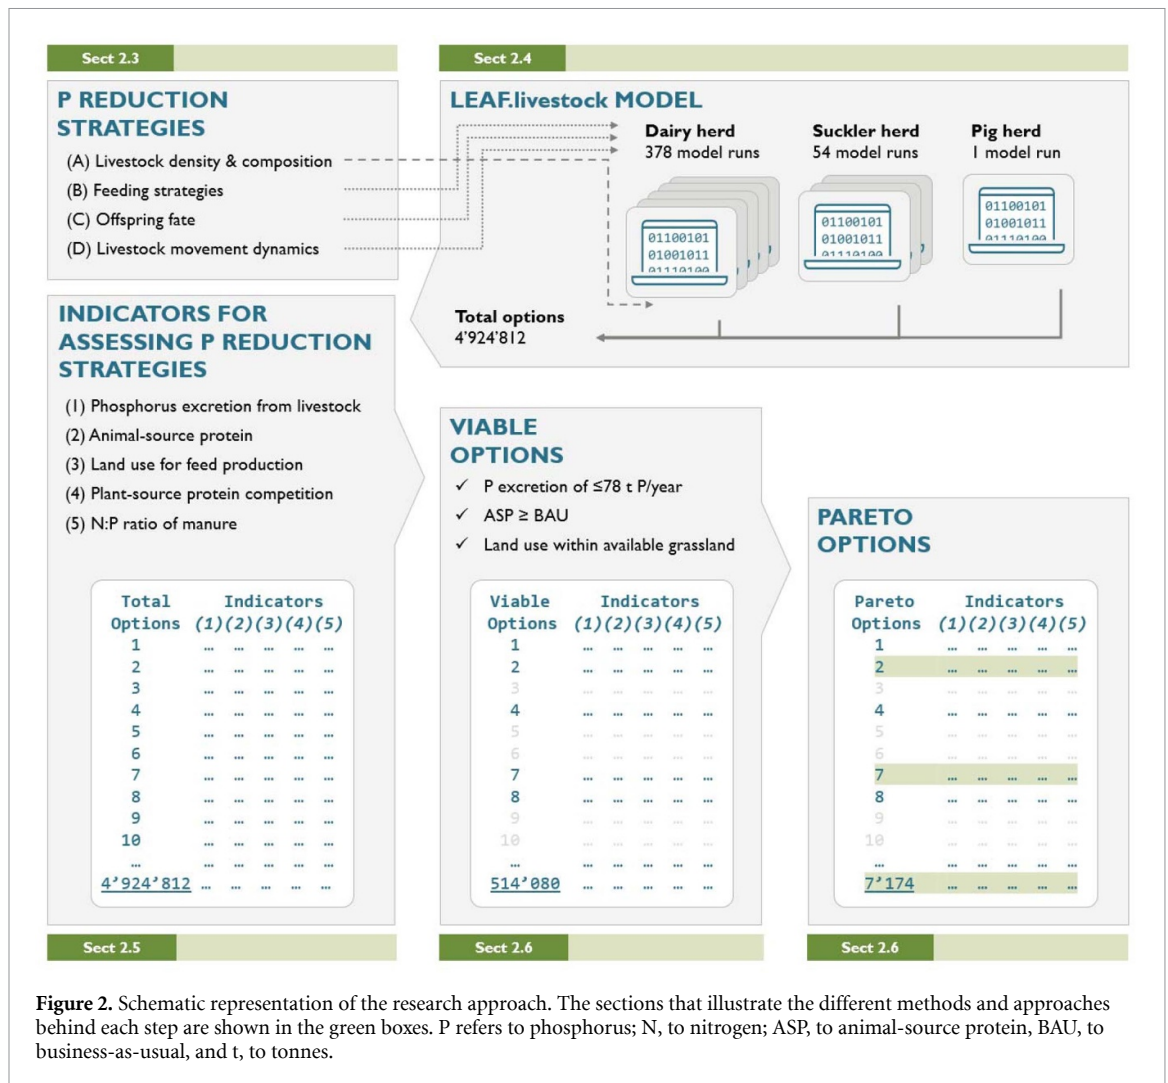 Sect 2.3
P REDUCTION
STRATEGIES
(A) Livestock density & composition
(B) Feeding strategies
(C) Offspring fate
(D) Livestock movement dynamics
Sect 2.4
LEAF.livestock MODEL
Dairy herd
378 model runs
Suckler herd
54 model runs
Pig herd
1 model run
01100101
01001011
01110100
01100101
01001011
01110100
01100101
01001011
01110100
Total options
4'924'812
INDICATORS FOR
ASSESSING P REDUCTION
STRATEGIES
(1) Phosphorus excretion from livestock
(2) Animal-source protein
(3) Land use for feed production
(4) Plant-source protein competition
(5) N:P ratio of manure
Total Indicators
Options (1)(2)(3)(4)(5)
1 … … … … …
2 … … … … …
3 … … … … …
4 … … … … …
5 … … … … …
6 … … … … …
7 … … … … …
8 … … … … …
9 … … … … …
10 … … … … …
… … … … … …
4’924’812 … … … … …
Sect 2.5
VIABLE
OPTIONS
✓ P excretion of ≤78 t P/year
✓ ASP ≥ BAU
✓ Land use within available grassland
Viable Indicators
Options (1)(2)(3)(4)(5)
1 … … … … …
2 … … … … …
3 … … … … …
4 … … … … …
5 … … … … …
6 … … … … …
7 … … … … …
8 … … … … …
9 … … … … …
10 … … … … …
… … … … … …
514’080 … … … … …
Sect 2.6
PARETO
OPTIONS
Pareto Indicators
Options (1)(2)(3)(4)(5)
1 … … … … …
2 … … … … …
3 … … … … …
4 … … … … …
5 … … … … …
6 … … … … …
7 … … … … …
8 … … … … …
9 … … … … …
10 … … … … …
… … … … … …
7’174 … … … … …
Sect 2.6
Figure 2. Schematic representation of the research approach. The sections that illustrate the different methods and approaches
behind each step are shown in the green boxes. P refers to phosphorus; N, to nitrogen; ASP, to animal-source protein, BAU, to
business-as-usual, and t, to tonnes.